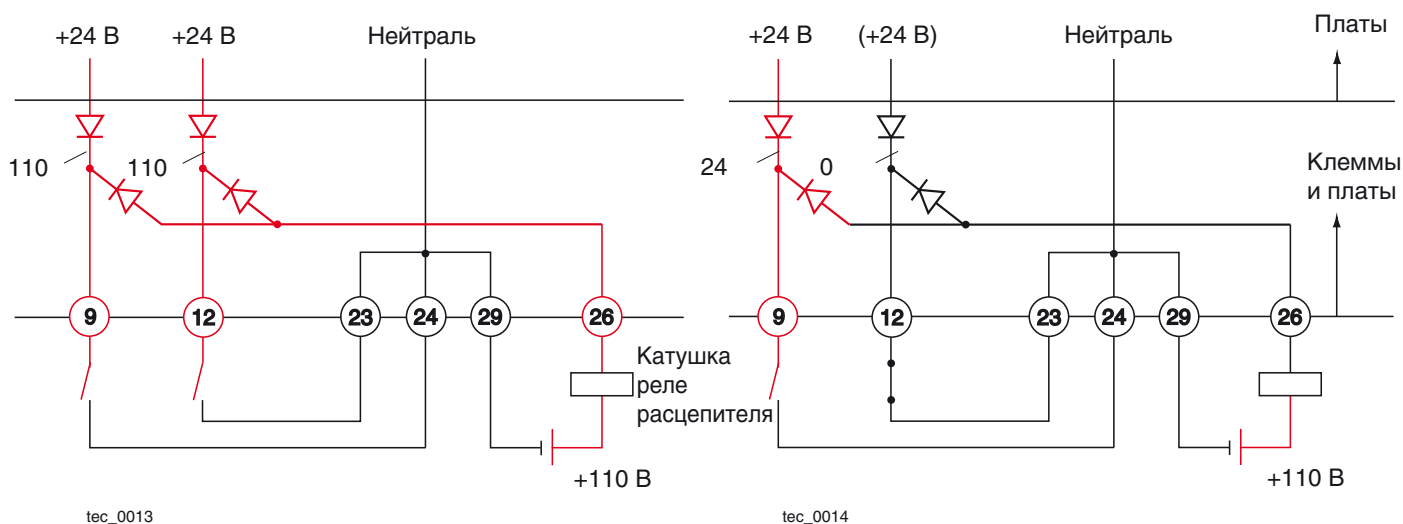 +24 В +24 В Нейтраль
110 110
9 12 23 24 29 26
Катушка
реле
расцепителя
+110 В
tec_0013
+24 В (+24 В) Нейтраль Платы
24 0
Клеммы
и платы
9 12 23 24 29 26
+110 В
tec_0014